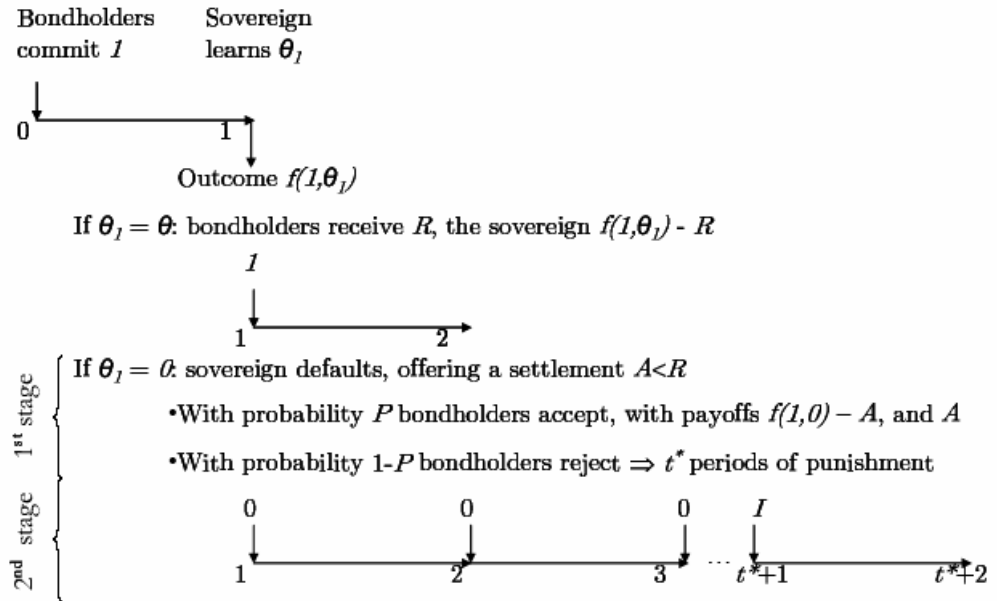 Bondholders Sovereign
commit 1 learns θ₁
0 1
Outcome f(1,θ₁)
If θ₁ = θ: bondholders receive R, the sovereign f(1,θ₁) - R
1
1 2
If θ₁ = 0: sovereign defaults, offering a settlement A<R
•With probability P bondholders accept, with payoffs f(1,0) – A, and A
•With probability 1-P bondholders reject ⇒ t* periods of punishment
1st stage
2nd stage
0 0 0 I
1 2 3 ... t*+1 t*+2